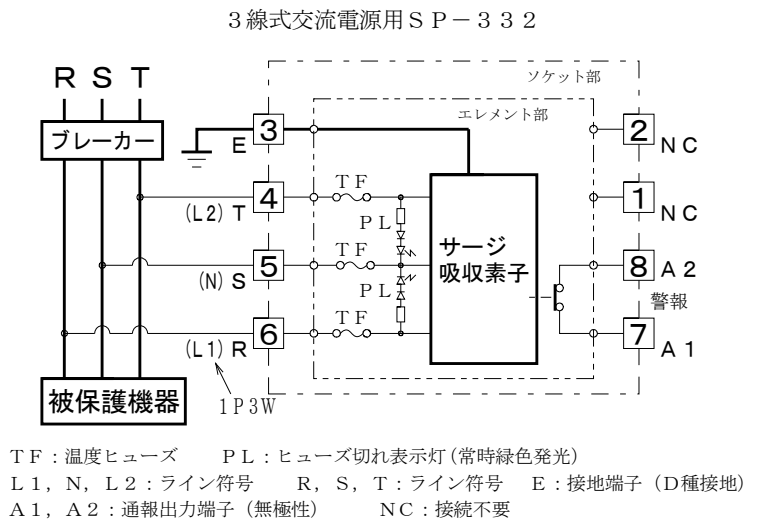 3線式交流電源用SP-332
ソケット部
R S T
エレメント部
ブレーカー
3
E
2
NC
TF
4
(L2) T
1
NC
PL
サージ
吸収素子
TF
5
(N) S
8
A2
PL
警報
TF
6
(L1) R
7
A1
被保護機器
1P3W
TF:温度ヒューズ PL:ヒューズ切れ表示灯(常時緑色発光)
L1, N, L2:ライン符号 R, S, T:ライン符号 E:接地端子(D種接地)
A1, A2:通報出力端子(無極性) NC:接続不要